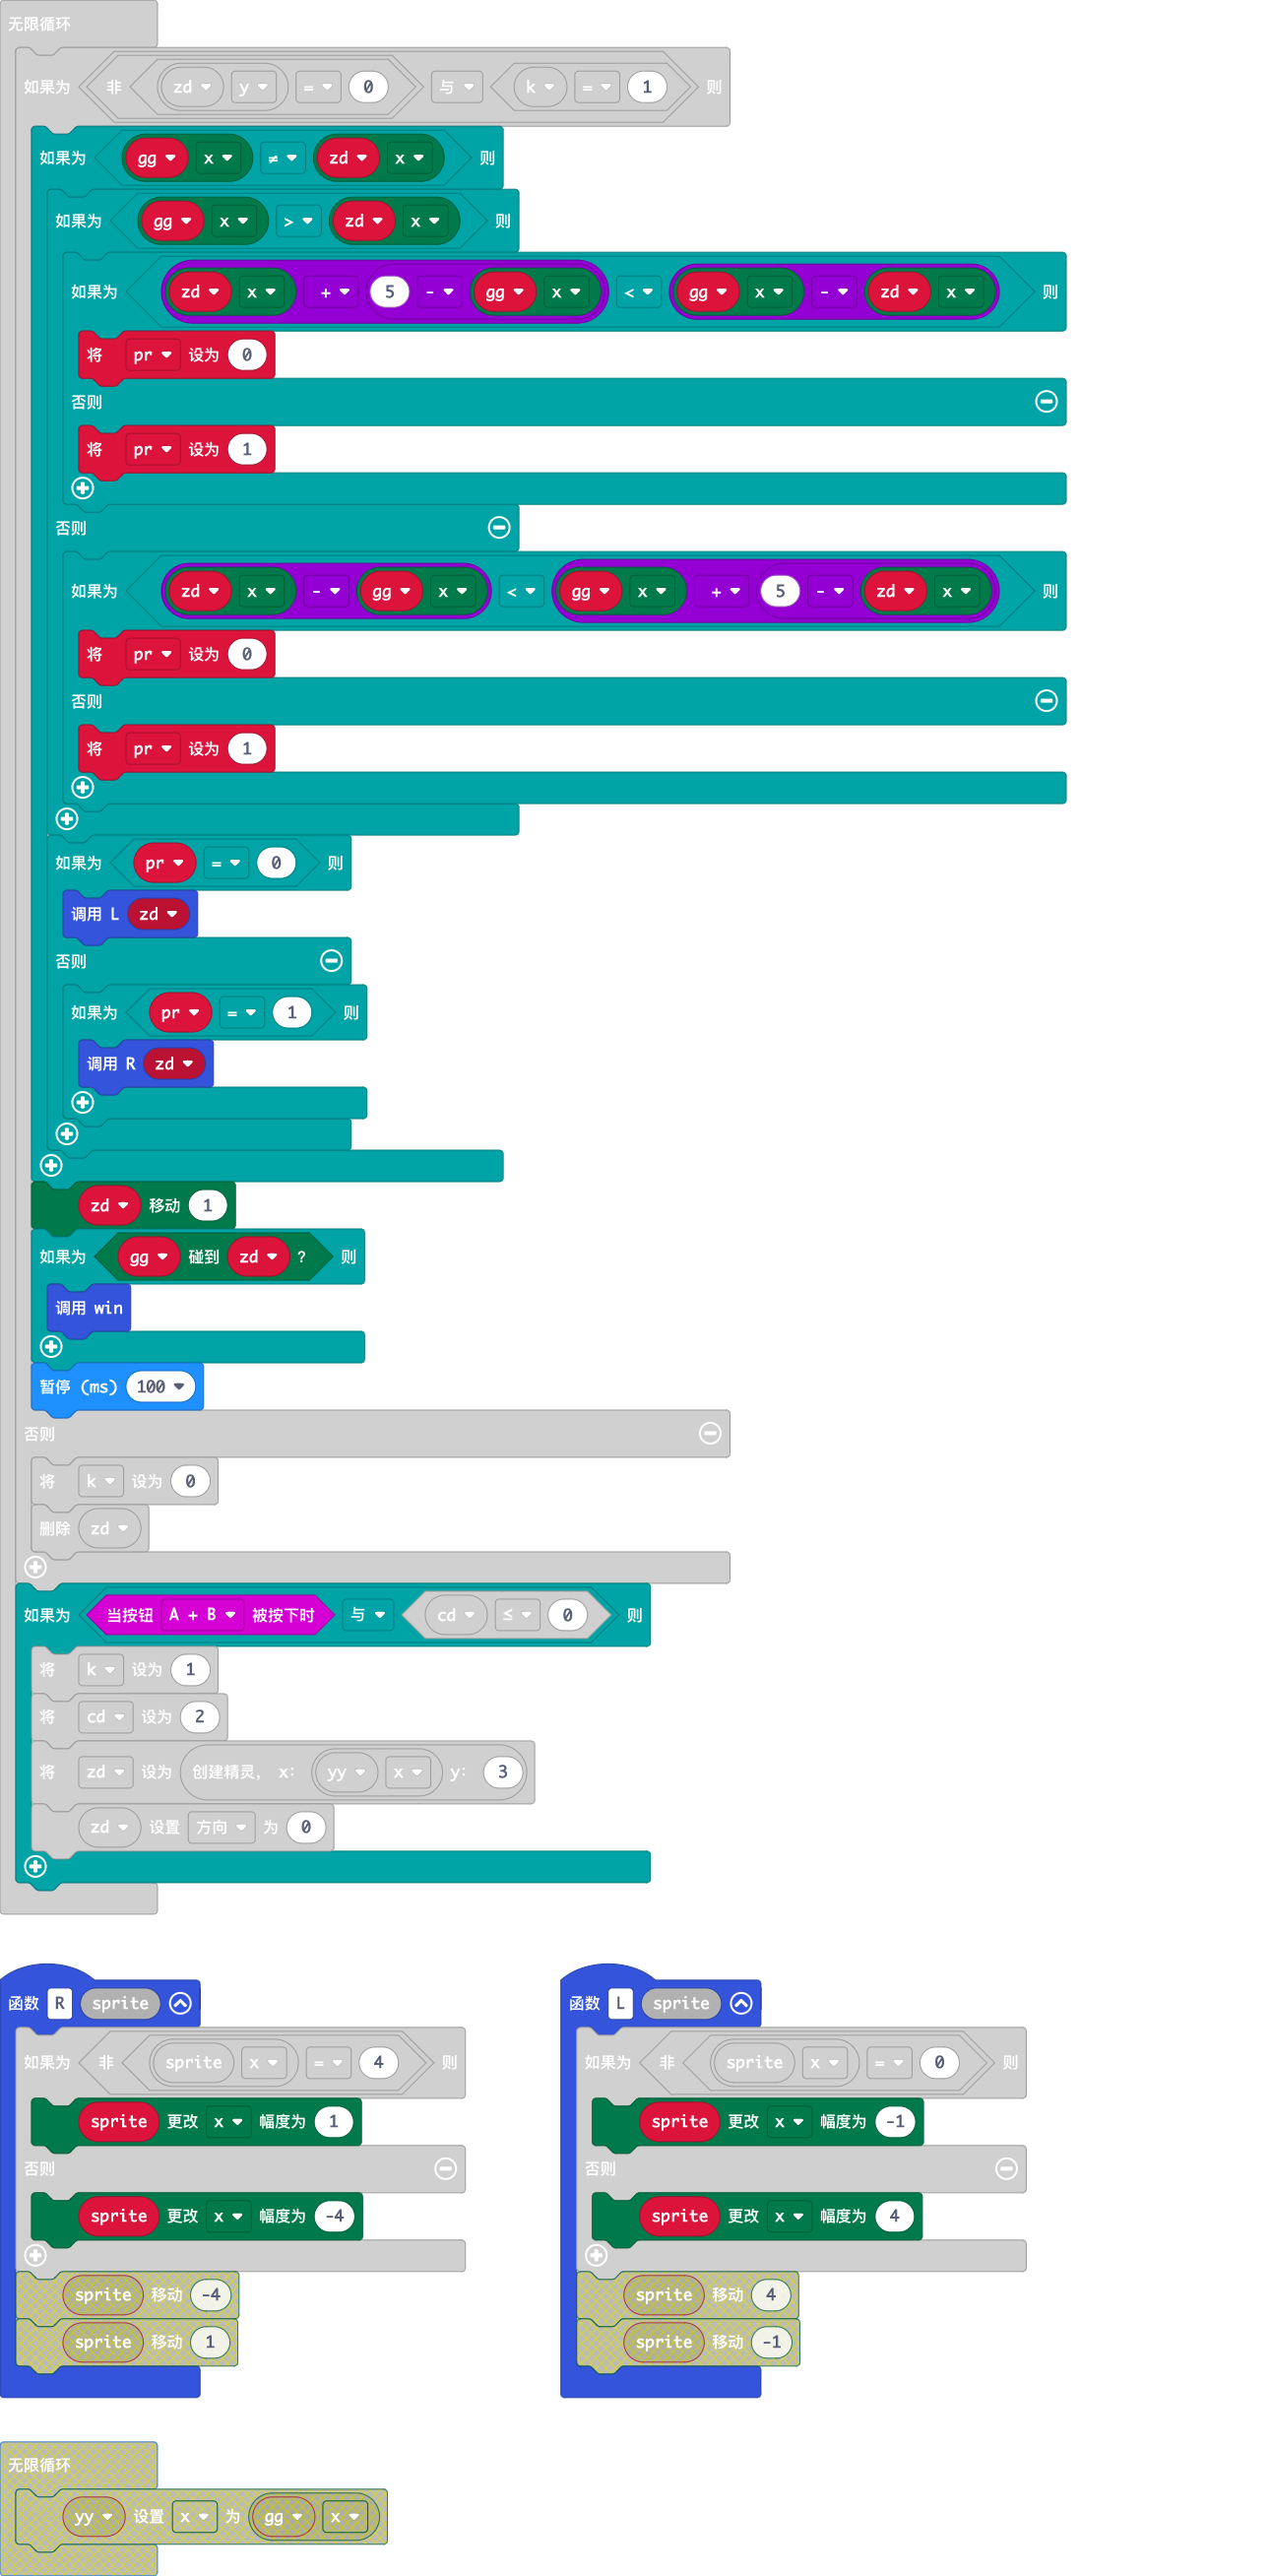 无限循环
如果为 非 zd y = 0 与 k = 1 则
如果为 gg x ≠ zd x 则
如果为 gg x > zd x 则
如果为 zd x + 5 - gg x < gg x - zd x 则
将 pr 设为 0
否则
将 pr 设为 1
否则
如果为 zd x - gg x < gg x + 5 - zd x 则
将 pr 设为 0
否则
将 pr 设为 1
如果为 pr = 0 则
调用 L zd
否则
如果为 pr = 1 则
调用 R zd
zd 移动 1
如果为 gg 碰到 zd ? 则
调用 win
暂停 (ms) 100
否则
将 k 设为 0
删除 zd
如果为 当按钮 A + B 被按下时 与 cd ≤ 0 则
将 k 设为 1
将 cd 设为 2
将 zd 设为 创建精灵， x: yy x y: 3
zd 设置 方向 为 0
函数 R sprite
如果为 非 sprite x = 4 则
sprite 更改 x 幅度为 1
否则
sprite 更改 x 幅度为 -4
sprite 移动 -4
sprite 移动 1
函数 L sprite
如果为 非 sprite x = 0 则
sprite 更改 x 幅度为 -1
否则
sprite 更改 x 幅度为 4
sprite 移动 4
sprite 移动 -1
无限循环
yy 设置 x 为 gg x